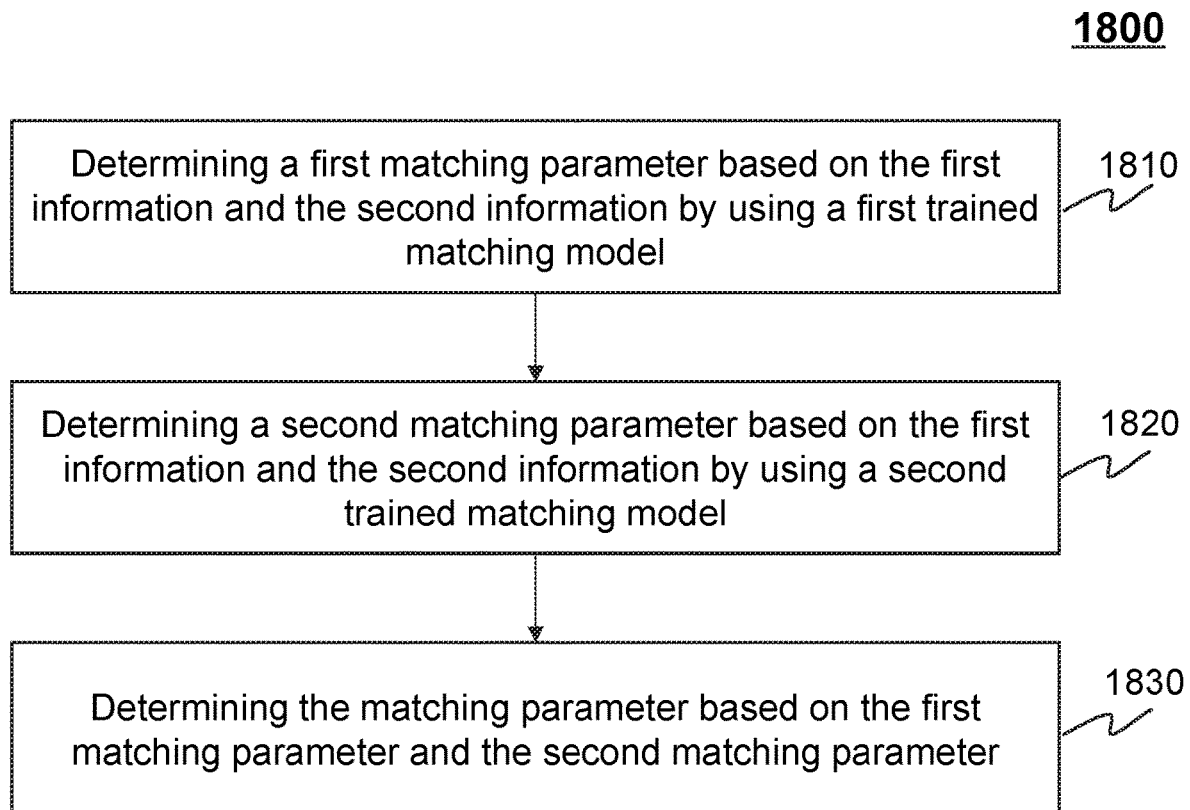 1800
Determining a first matching parameter based on the first
information and the second information by using a first trained
matching model
1810
Determining a second matching parameter based on the first
information and the second information by using a second
trained matching model
1820
Determining the matching parameter based on the first
matching parameter and the second matching parameter
1830